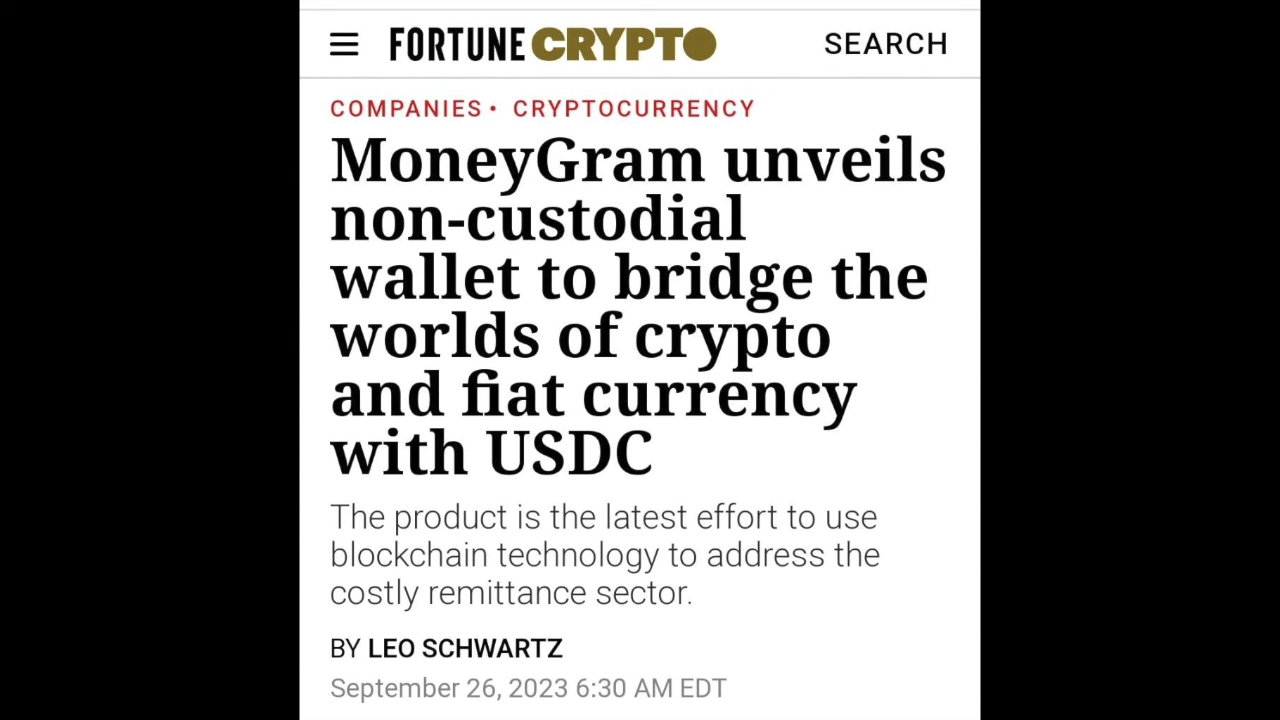 FORTUNE CRYPTO SEARCH
COMPANIES • CRYPTOCURRENCY
MoneyGram unveils
non-custodial
wallet to bridge the
worlds of crypto
and fiat currency
with USDC
The product is the latest effort to use
blockchain technology to address the
costly remittance sector.
BY LEO SCHWARTZ
September 26, 2023 6:30 AM EDT